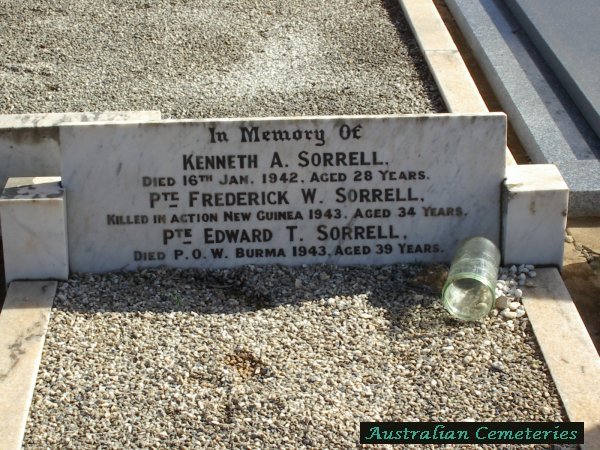 In Memory Of
Kenneth A. Sorrell.
Died 16th Jan. 1942. Aged 28 Years.
Pte Frederick W. Sorrell,
Killed in action New Guinea 1943. Aged 34 Years.
Pte Edward T. Sorrell,
Died P.O.W. Burma 1943. Aged 39 Years.
Australian Cemeteries